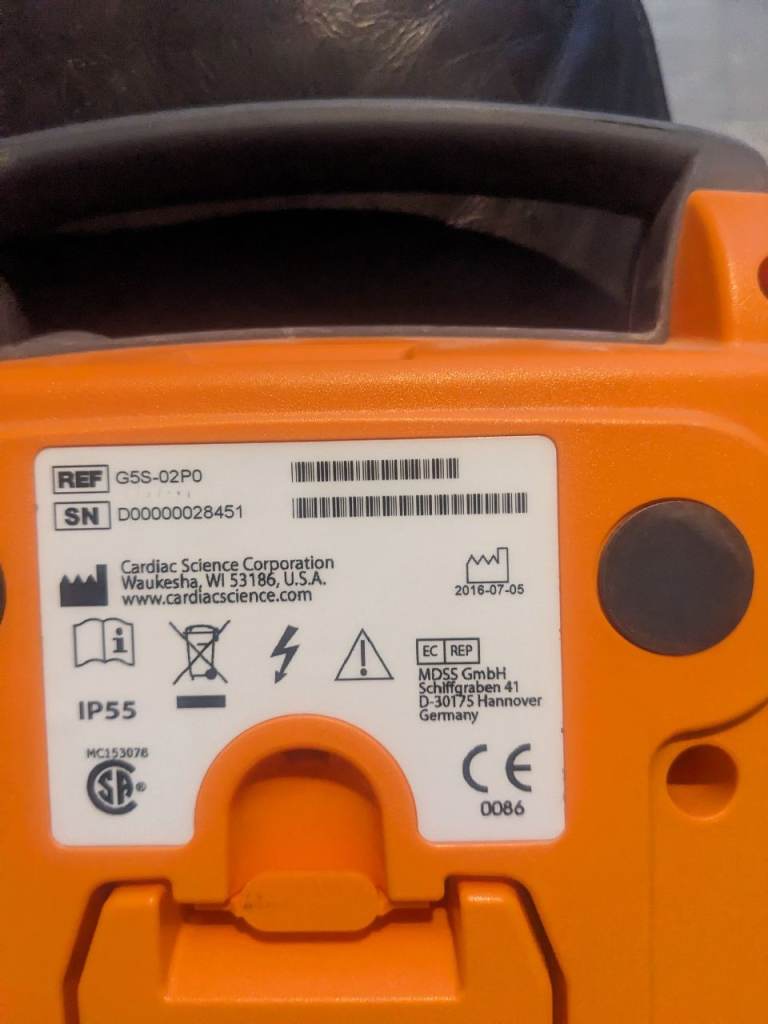 REF G5S-02P0
SN D00000028451
Cardiac Science Corporation
Waukesha, WI 53186, U.S.A.
www.cardiacscience.com
2016-07-05
i
EC REP
MDSS GmbH
Schiffgraben 41
D-30175 Hannover
Germany
IP55
MC153078
CSA®
CE
0086